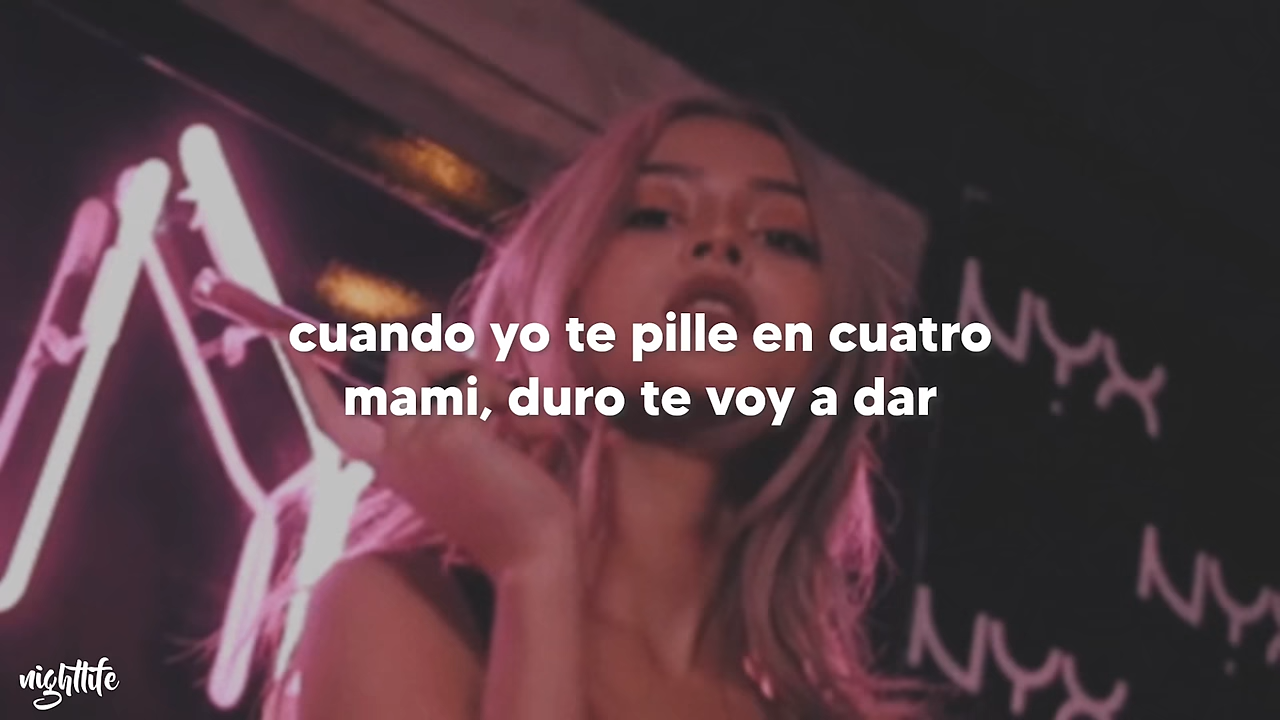 cuando yo te pille en cuatro
mami, duro te voy a dar
nightlife